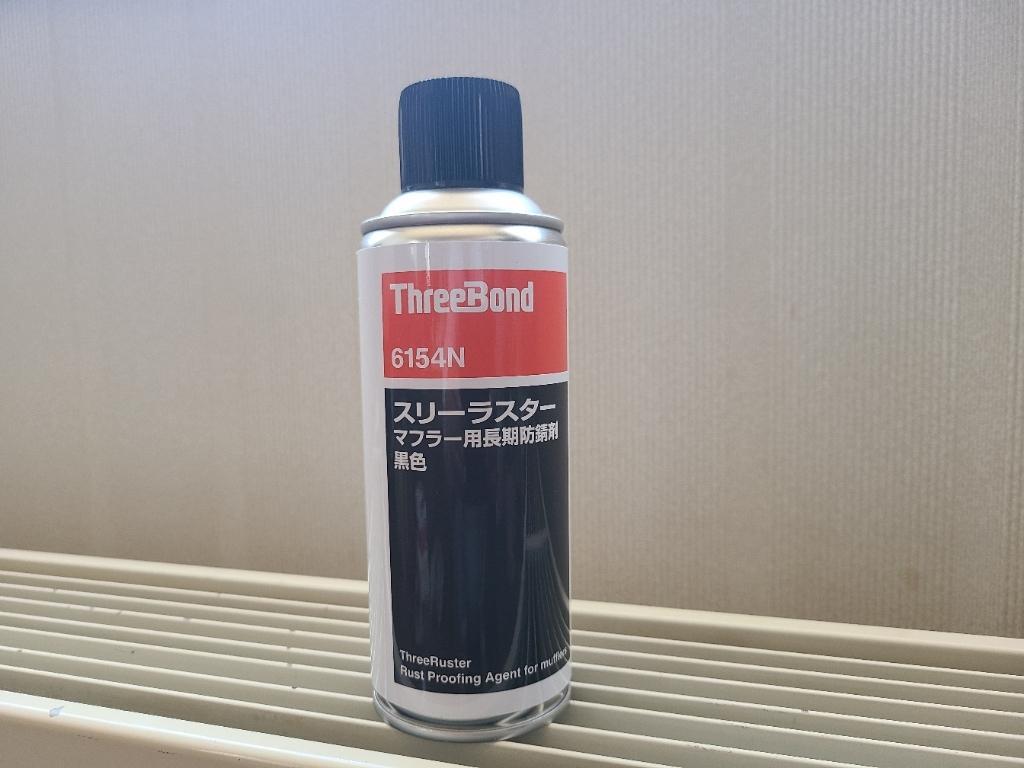 ThreeBond
6154N
スリーラスター
マフラー用長期防錆剤
黒色
ThreeRuster
Rust Proofing Agent for